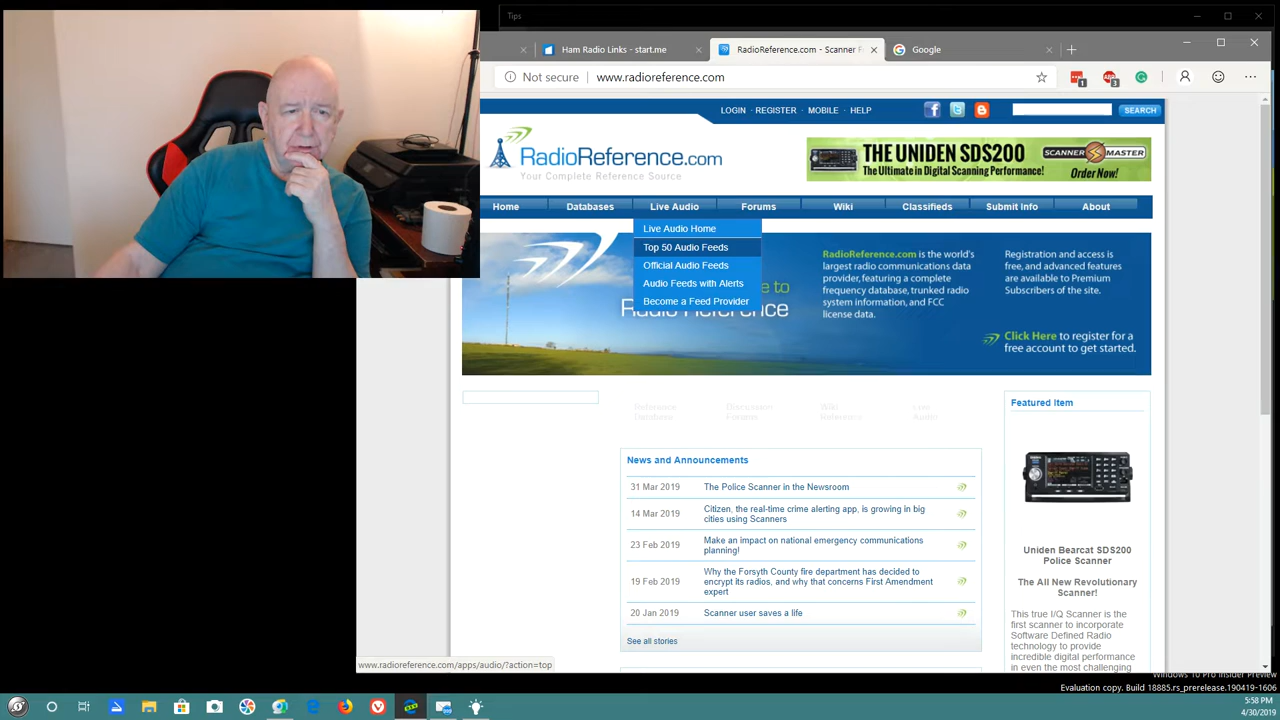 Tips
Ham Radio Links - start.me
RadioReference.com - Scanner F
Google
Not secure
www.radioreference.com
1
3
LOGIN · REGISTER · MOBILE · HELP
SEARCH
RadioReference.com
Your Complete Reference Source
THE UNIDEN SDS200
The Ultimate in Digital Scanning Performance!
SCANNER MASTER
Order Now!
Home
Databases
Live Audio
Forums
Wiki
Classifieds
Submit Info
About
Live Audio Home
Top 50 Audio Feeds
Official Audio Feeds
Audio Feeds with Alerts
Become a Feed Provider
to
Radio Reference
RadioReference.com is the world's
largest radio communications data
provider, featuring a complete
frequency database, trunked radio
system information, and FCC
license data.
Registration and access is
free, and advanced features
are available to Premium
Subscribers of the site.
Click Here to register for a
free account to get started.
Reference
Database
Discussion
Forums
Wiki
Reference
Live
Audio
News and Announcements
31 Mar 2019 The Police Scanner in the Newsroom
14 Mar 2019 Citizen, the real-time crime alerting app, is growing in big
cities using Scanners
23 Feb 2019 Make an impact on national emergency communications
planning!
19 Feb 2019 Why the Forsyth County fire department has decided to
encrypt its radios, and why that concerns First Amendment
expert
20 Jan 2019 Scanner user saves a life
See all stories
Featured Item
Uniden Bearcat SDS200
Police Scanner
The All New Revolutionary
Scanner!
This true I/Q Scanner is the
first scanner to incorporate
Software Defined Radio
technology to provide
incredible digital performance
in even the most challenging
www.radioreference.com/apps/audio/?action=top
Windows 10 Pro Insider Preview
Evaluation copy. Build 18885.rs_prerelease.190419-1606
5:58 PM
4/30/2019